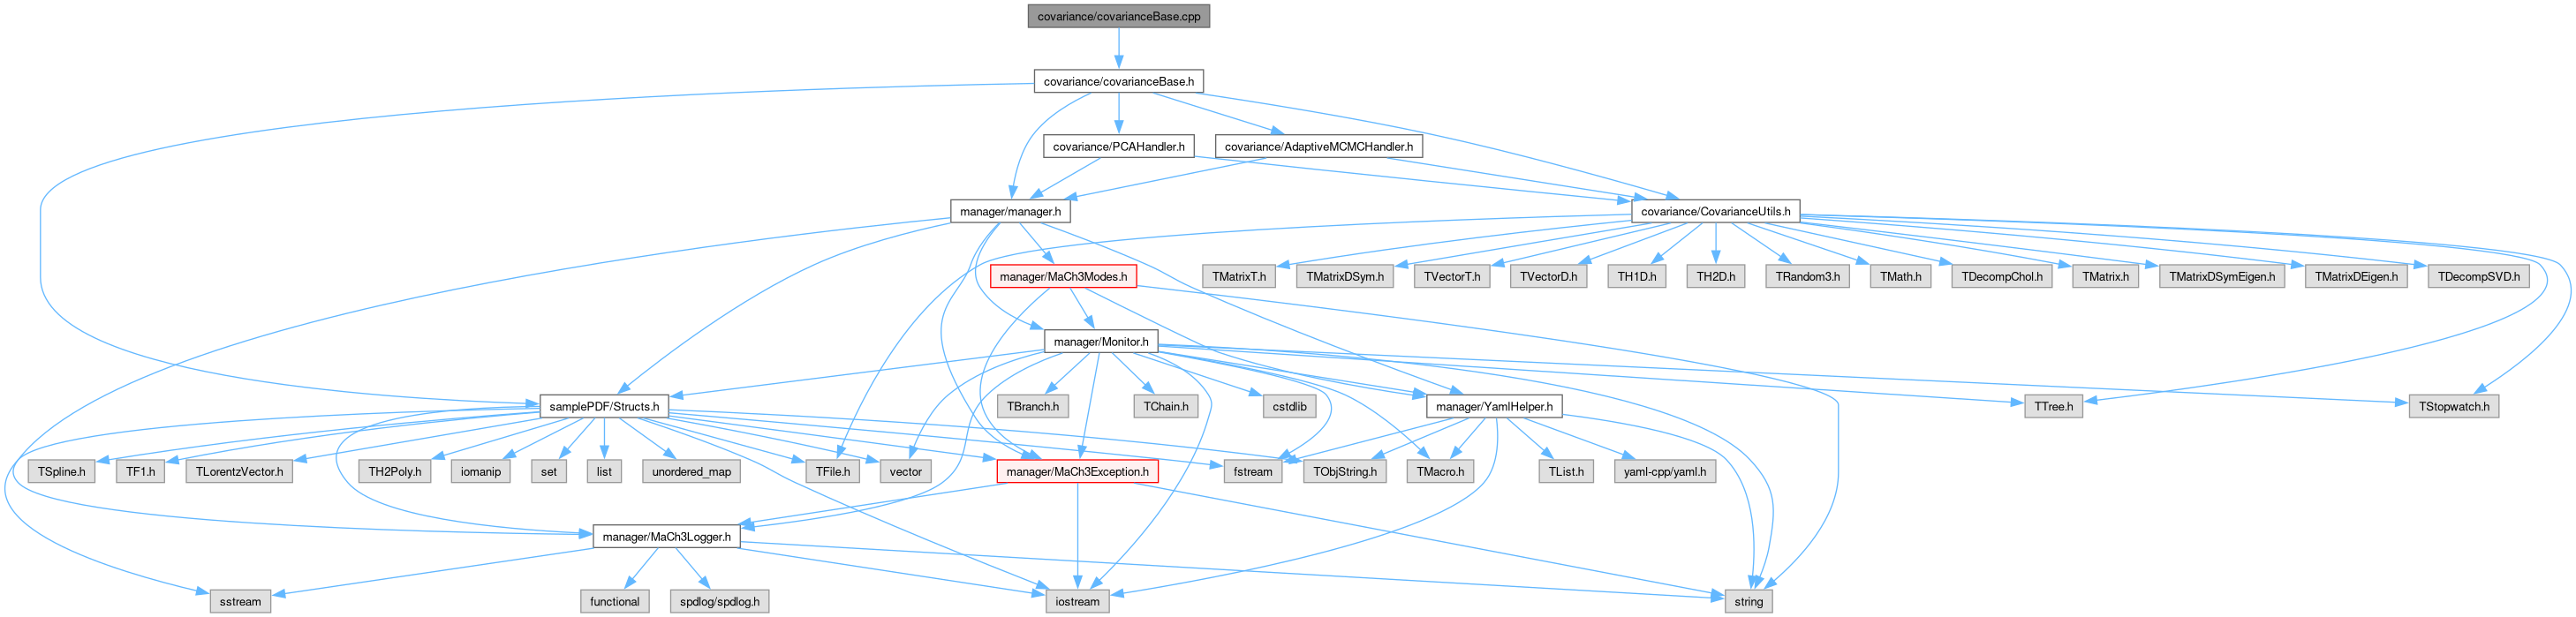 covariance/covarianceBase.cpp
covariance/covarianceBase.h
covariance/PCAHandler.h
covariance/AdaptiveMCMCHandler.h
manager/manager.h
covariance/CovarianceUtils.h
manager/MaCh3Modes.h
TMatrixT.h
TMatrixDSym.h
TVectorT.h
TVectorD.h
TH1D.h
TH2D.h
TRandom3.h
TMath.h
TDecompChol.h
TMatrix.h
TMatrixDSymEigen.h
TMatrixDEigen.h
TDecompSVD.h
manager/Monitor.h
samplePDF/Structs.h
TBranch.h
TChain.h
cstdlib
manager/YamlHelper.h
TTree.h
TStopwatch.h
TSpline.h
TF1.h
TLorentzVector.h
TH2Poly.h
iomanip
set
list
unordered_map
TFile.h
vector
manager/MaCh3Exception.h
fstream
TObjString.h
TMacro.h
TList.h
yaml-cpp/yaml.h
manager/MaCh3Logger.h
sstream
functional
spdlog/spdlog.h
iostream
string